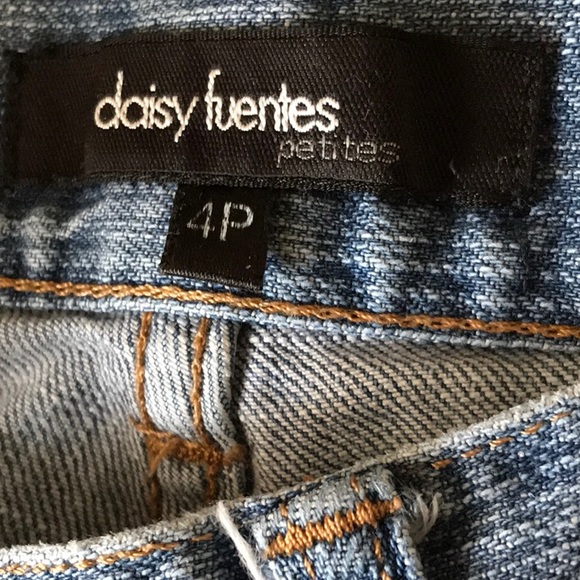 daisy fuentes
petites
4P